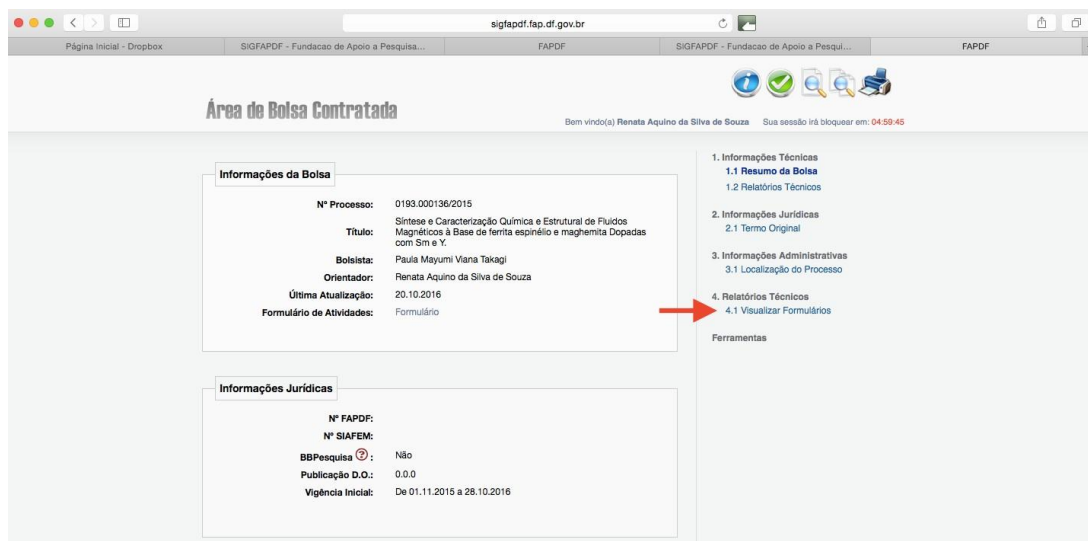 sigfapdf.fap.df.gov.br
Página Inicial - Dropbox
SIGFAPDF - Fundacao de Apoio a Pesquisa...
FAPDF
SIGFAPDF - Fundacao de Apoio a Pesqui...
FAPDF
Área de Bolsa Contratada
Bem vindo(a) Renata Aquino da Silva de Souza Sua sessão irá bloquear em: 04:59:45
Informações da Bolsa
Nº Processo: 0193.000136/2015
Título: Síntese e Caracterização Química e Estrutural de Fluidos
Magnéticos à Base de ferrita espinélio e maghemita Dopadas
com Sm e Y.
Bolsista: Paula Mayumi Viana Takagi
Orientador: Renata Aquino da Silva de Souza
Última Atualização: 20.10.2016
Formulário de Atividades: Formulário
Informações Jurídicas
Nº FAPDF:
Nº SIAFEM:
BBPesquisa ? : Não
Publicação D.O.: 0.0.0
Vigência Inicial: De 01.11.2015 a 28.10.2016
1. Informações Técnicas
1.1 Resumo da Bolsa
1.2 Relatórios Técnicos
2. Informações Jurídicas
2.1 Termo Original
3. Informações Administrativas
3.1 Localização do Processo
4. Relatórios Técnicos
4.1 Visualizar Formulários
Ferramentas